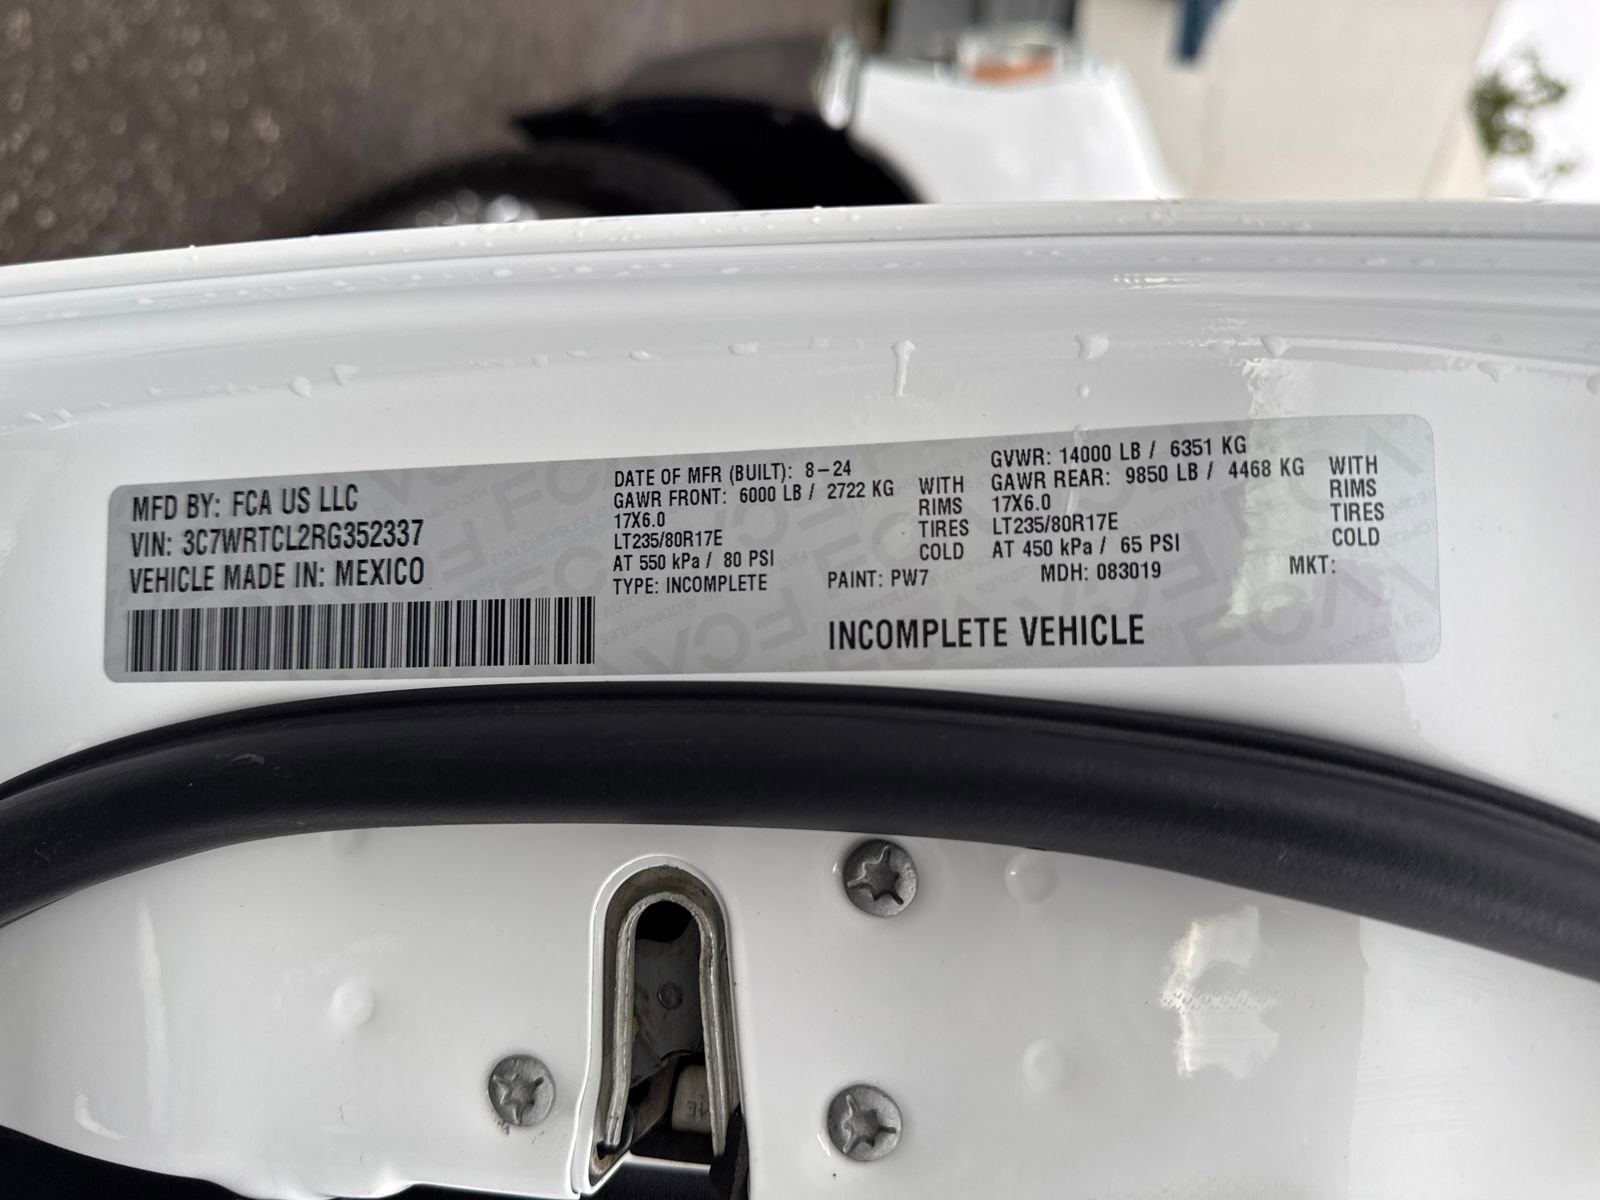 MFD BY: FCA US LLC
VIN: 3C7WRTCL2RG352337
VEHICLE MADE IN: MEXICO
DATE OF MFR (BUILT): 8-24
GAWR FRONT: 6000 LB / 2722 KG WITH
17X6.0 RIMS
LT235/80R17E TIRES
AT 550 kPa / 80 PSI COLD
TYPE: INCOMPLETE
GVWR: 14000 LB / 6351 KG
GAWR REAR: 9850 LB / 4468 KG WITH
17X6.0 RIMS
LT235/80R17E TIRES
AT 450 kPa / 65 PSI COLD
PAINT: PW7 MDH: 083019 MKT:
INCOMPLETE VEHICLE